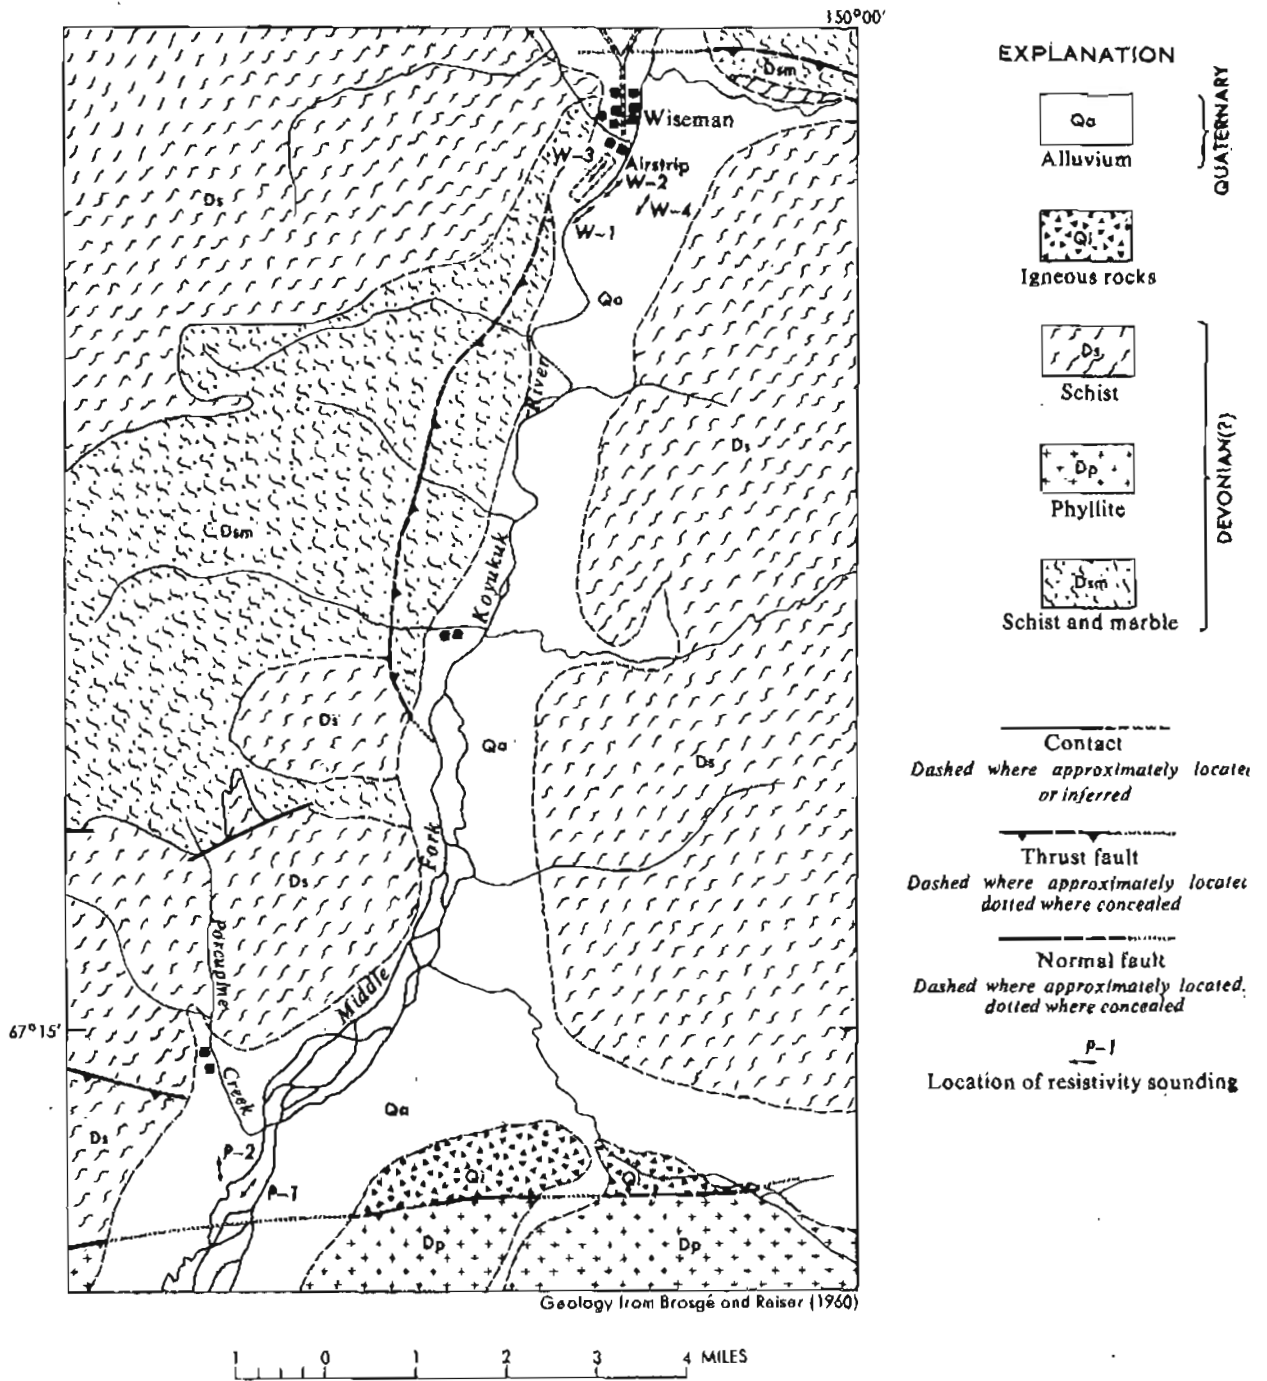 150°00'
EXPLANATION
Qa
Alluvium
QUATERNARY
Qi
Igneous rocks
Ds
Schist
Dp
Phyllite
Dsm
Schist and marble
DEVONIAN(?)
Contact
Dashed where approximately locate
or inferred
Thrust fault
Dashed where approximately locate
dotted where concealed
Normal fault
Dashed where approximately located,
dotted where concealed
P-1
Location of resistivity sounding
Dsm
Wiseman
W-3
Airstrip
W-2
W-4
W-1
Ds
Qa
River
Ds
Dsm
Koyukuk
Ds
Qa
Ds
Fork
Ds
Porcupine
Middle
67°15'
Creek
Qa
Ds
P-2
P-1
Qi
Qi
Dp
Dp
Geology from Brosgé and Reiser (1960)
1 0 1 2 3 4 MILES